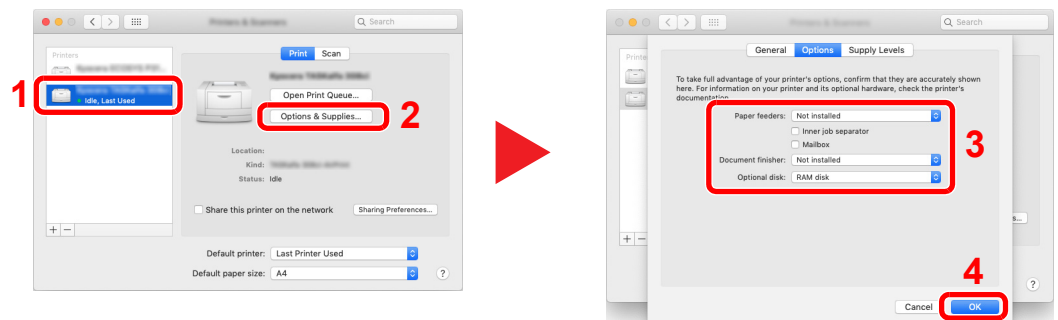 Search
Printers
Print Scan
1
Idle, Last Used
Open Print Queue...
Options & Supplies...
2
Location:
Kind:
Status: Idle
Share this printer on the network
Sharing Preferences...
+ −
Default printer: Last Printer Used
Default paper size: A4
?
Search
General Options Supply Levels
To take full advantage of your printer's options, confirm that they are accurately shown
here. For information on your printer and its optional hardware, check the printer's
documentation.
Paper feeders: Not installed
Inner job separator
Mailbox
3
Document finisher: Not installed
Optional disk: RAM disk
s...
+ −
4
?
Cancel OK